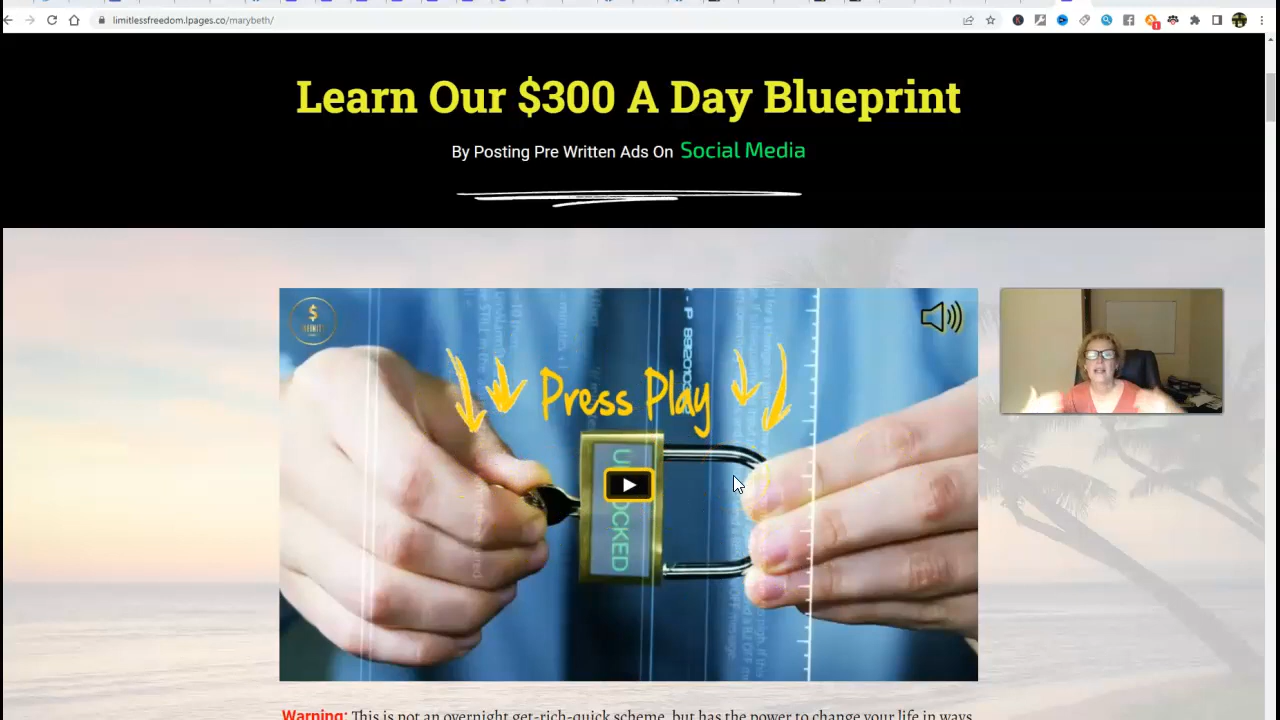 limitlessfreedom.lpages.co/marybeth/
Learn Our $300 A Day Blueprint
By Posting Pre Written Ads On Social Media
Press Play
UNLOCKED
Warning: This is not an overnight get-rich-quick scheme, but has the power to change your life in ways